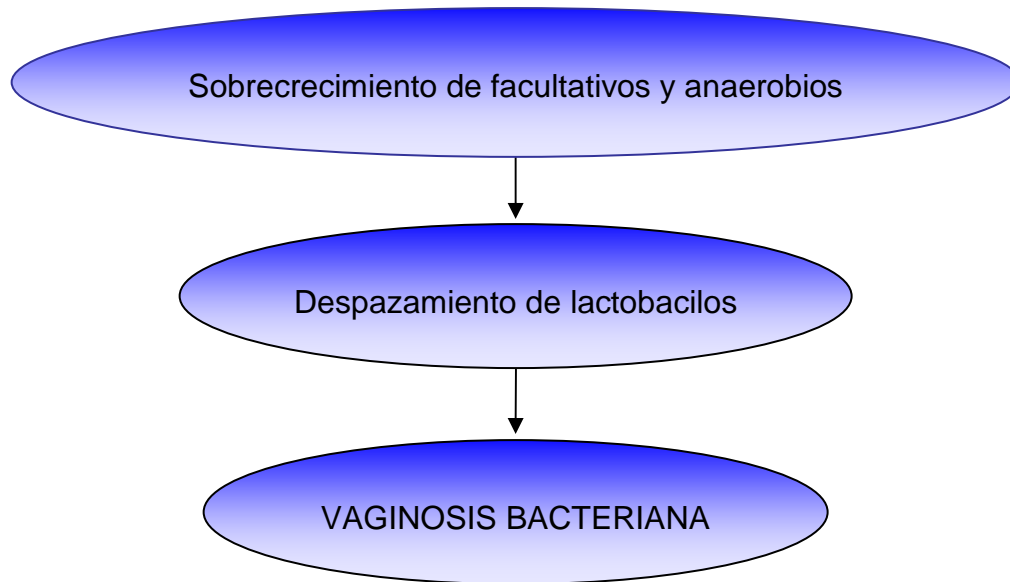 Sobrecrecimiento de facultativos y anaerobios
Despazamiento de lactobacilos
VAGINOSIS BACTERIANA